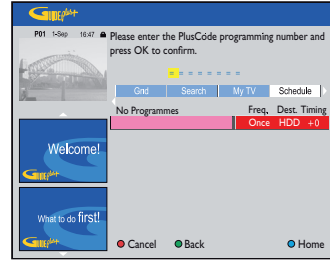 GUIDE plus+
P01 1-Sep 16:47
Please enter the PlusCode programming number and
press OK to confirm.
- - - - - - - -
Grid Search My TV Schedule
No Programmes Freq. Dest. Timing
Once HDD +0
Welcome!
GUIDE plus+
What to do first!
GUIDE plus+
Cancel Back Home